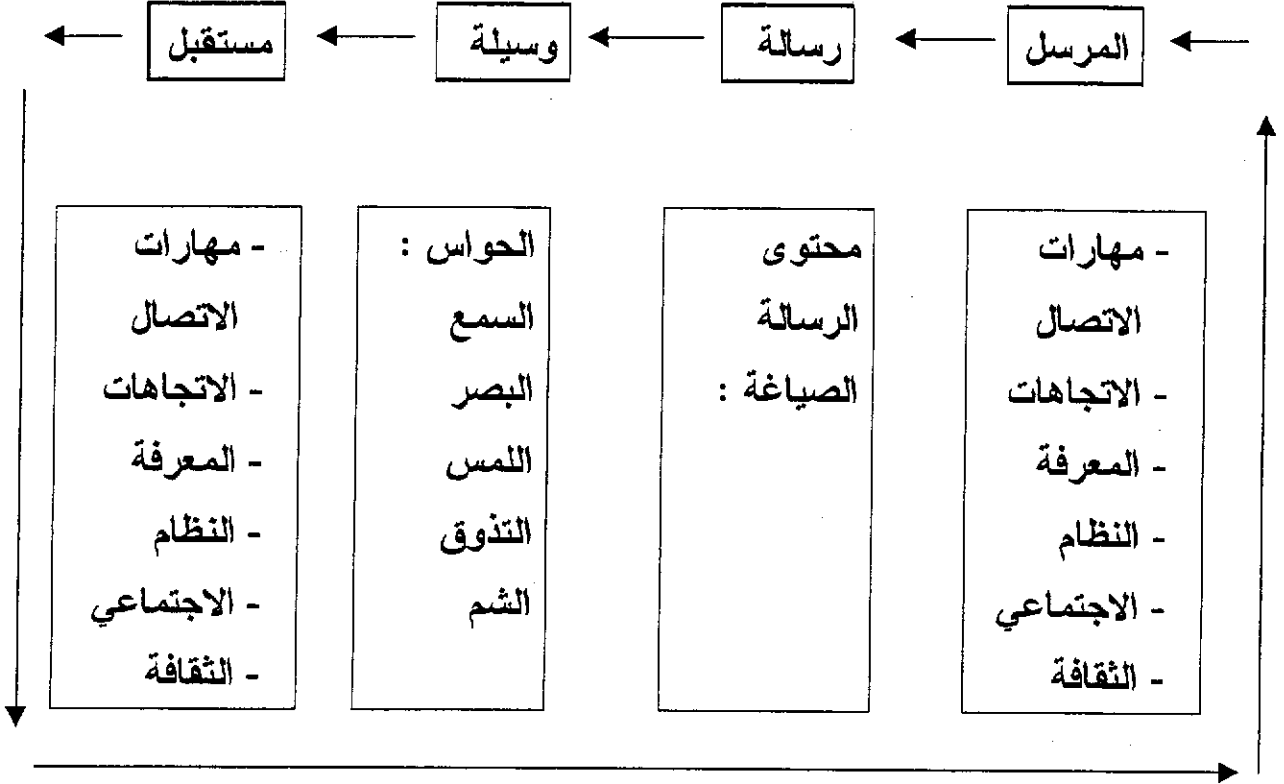 المرسل
رسالة
وسيلة
مستقبل
- مهارات
الاتصال
- الاتجاهات
- المعرفة
- النظام
- الاجتماعي
- الثقافة
محتوى
الرسالة
الصياغة :
الحواس :
السمع
البصر
اللمس
التذوق
الشم
- مهارات
الاتصال
- الاتجاهات
- المعرفة
- النظام
- الاجتماعي
- الثقافة